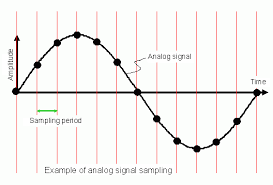 Amplitude
Analog signal
Time
Sampling period
Example of analog signal sampling